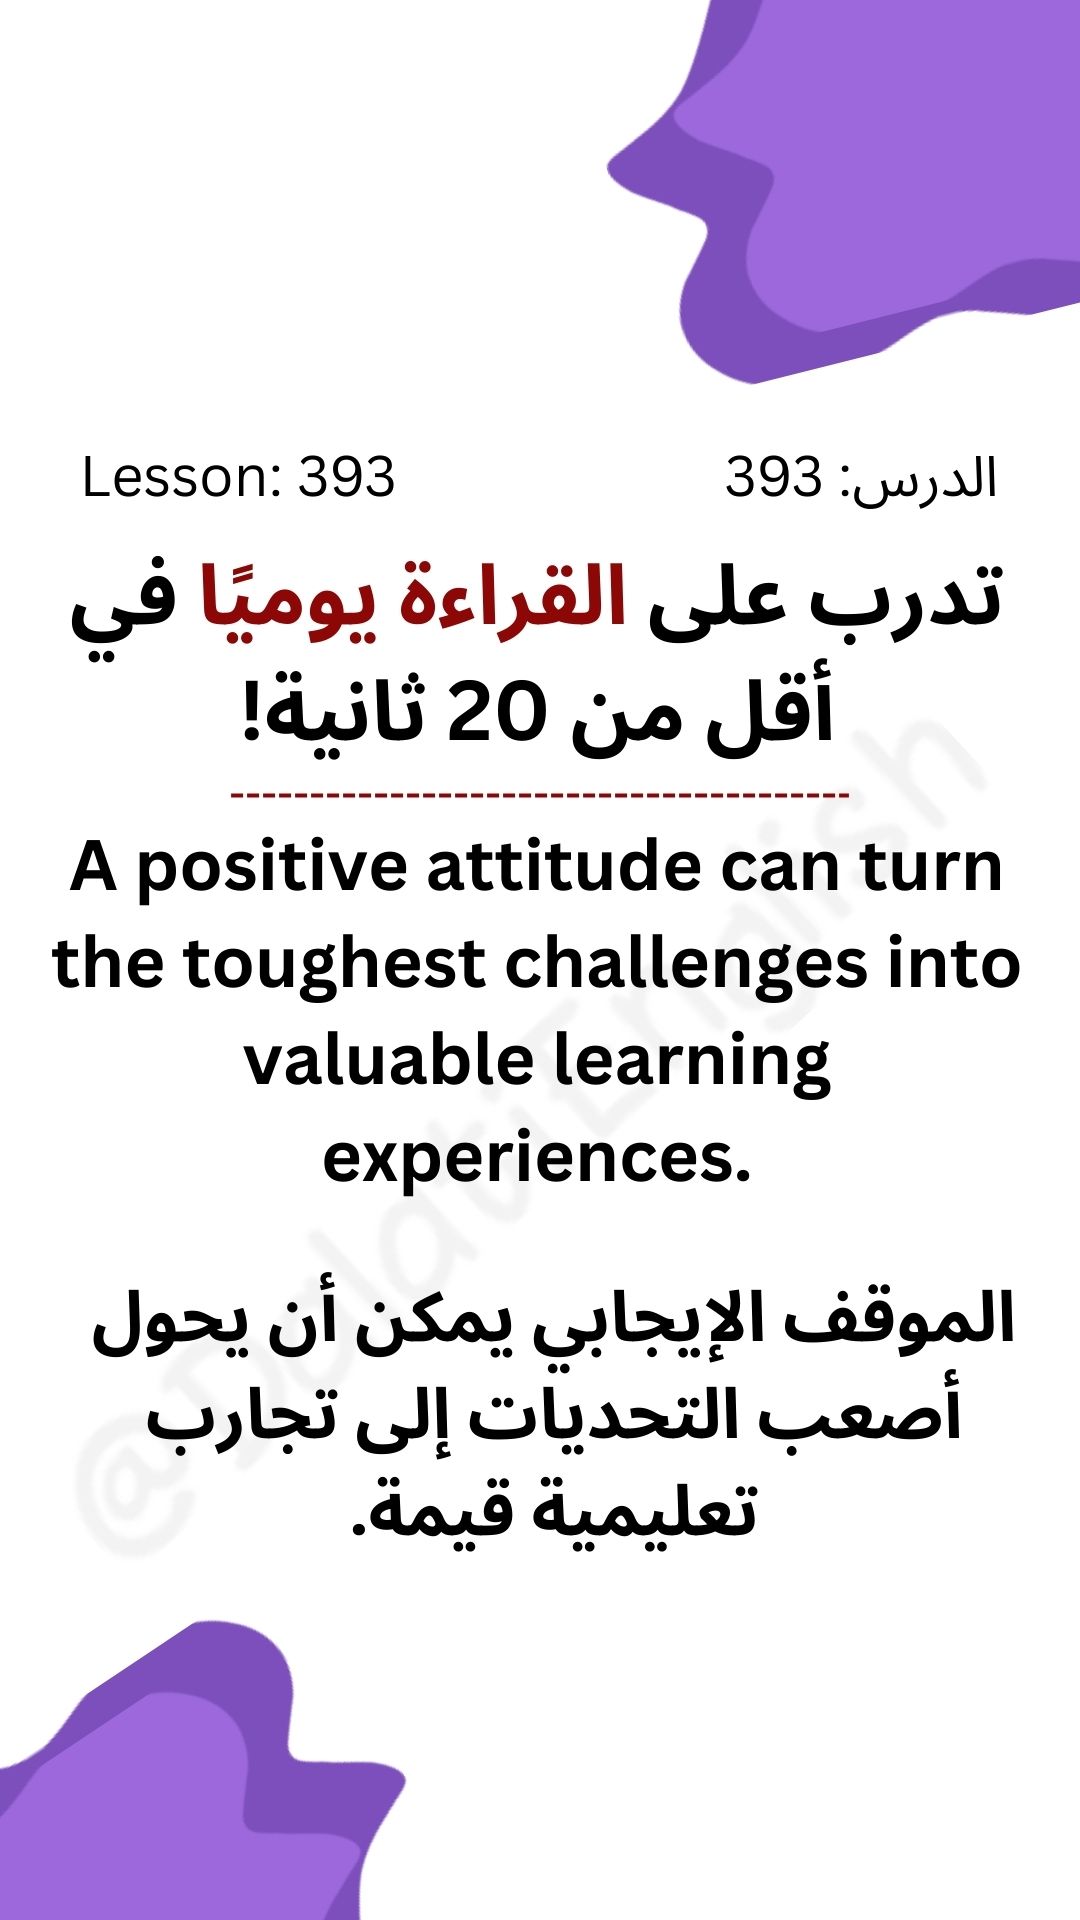 Lesson: 393
الدرس: 393
تدرب على القراءة يوميًا في
أقل من 20 ثانية!
---------------------------------------
A positive attitude can turn
the toughest challenges into
valuable learning
experiences.
الموقف الإيجابي يمكن أن يحول
أصعب التحديات إلى تجارب
تعليمية قيمة.
@DalatiEnglish